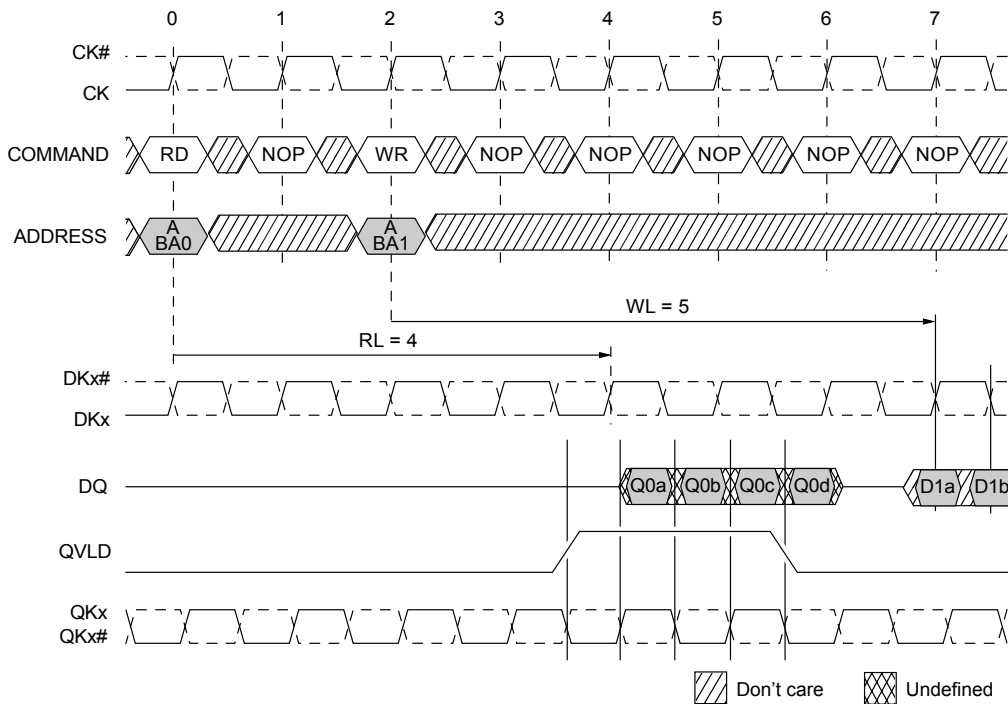 0 1 2 3 4 5 6 7
CK#
CK
COMMAND RD NOP WR NOP NOP NOP NOP NOP
ADDRESS A BA0 A BA1
WL = 5
RL = 4
DKx#
DKx
DQ Q0a Q0b Q0c Q0d D1a D1b
QVLD
QKx
QKx#
Don't care Undefined